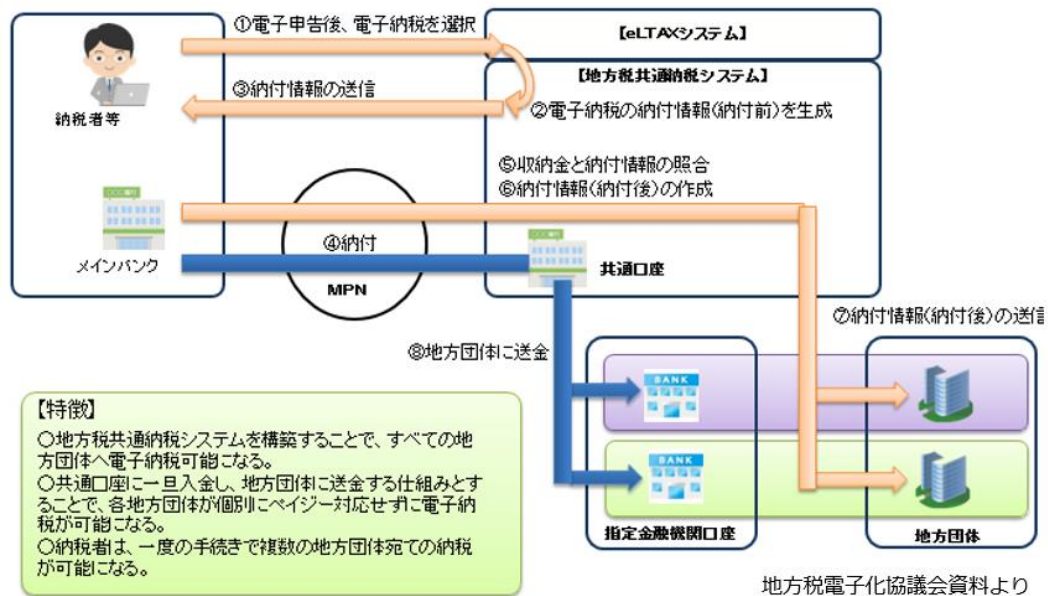 ①電子申告後、電子納税を選択
【eLTAXシステム】
【地方税共通納税システム】
③納付情報の送信
②電子納税の納付情報(納付前)を生成
納税者等
⑤収納金と納付情報の照合
⑥納付情報(納付後)の作成
④納付
メインバンク
MPN
共通口座
⑦納付情報(納付後)の送信
⑧地方団体に送金
BANK
BANK
指定金融機関口座
地方団体
【特徴】
○地方税共通納税システムを構築することで、すべての地
方団体へ電子納税可能になる。
○共通口座に一旦入金し、地方団体に送金する仕組みとす
ることで、各地方団体が個別にペイジー対応せずに電子納
税が可能になる。
○納税者は、一度の手続きで複数の地方団体宛ての納税
が可能になる。
地方税電子化協議会資料より